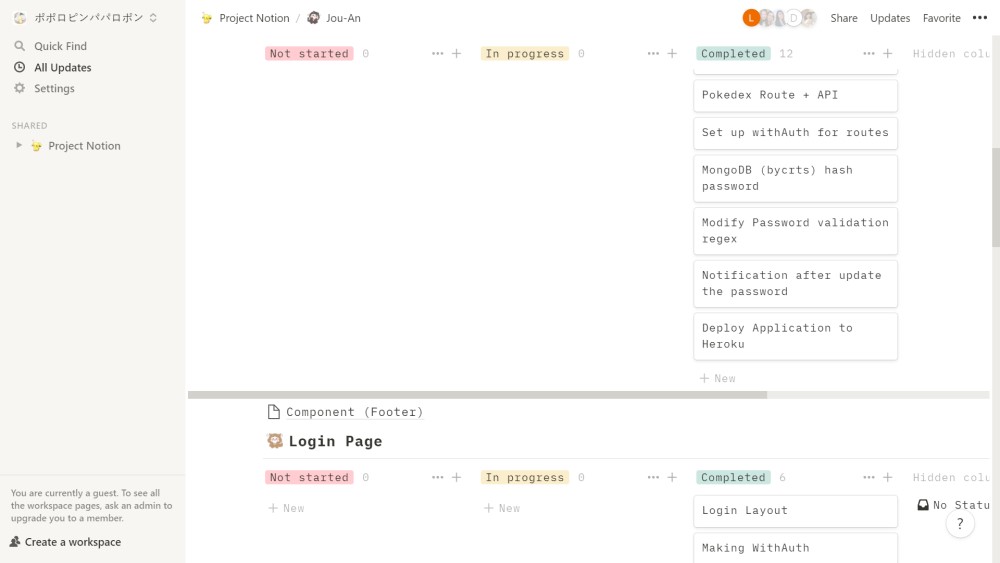 ポポロピンパパロポン
Project Notion / Jou-An
L
D
Share
Updates
Favorite
Quick Find
All Updates
Settings
SHARED
Project Notion
Not started 0
In progress 0
Completed 12
Hidden colu
Pokedex Route + API
Set up withAuth for routes
MongoDB (bycrts) hash
password
Modify Password validation
regex
Notification after update
the password
Deploy Application to
Heroku
New
Component (Footer)
Login Page
Not started 0
In progress 0
Completed 6
Hidden colu
New
New
Login Layout
No Statu
Making WithAuth
?
You are currently a guest. To see all
the workspace pages, ask an admin to
upgrade you to a member.
Create a workspace